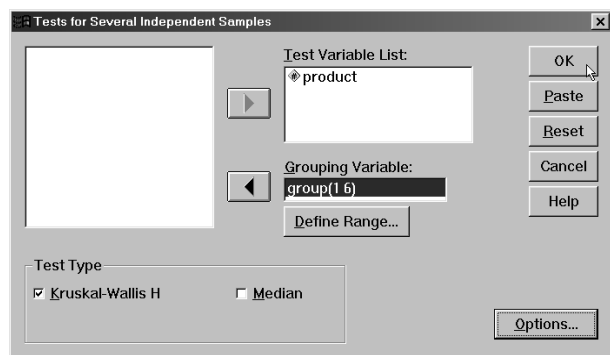 Tests for Several Independent Samples
Test Variable List:
product
Grouping Variable:
group(1 6)
Define Range...
OK
Paste
Reset
Cancel
Help
Test Type
Kruskal-Wallis H
Median
Options...